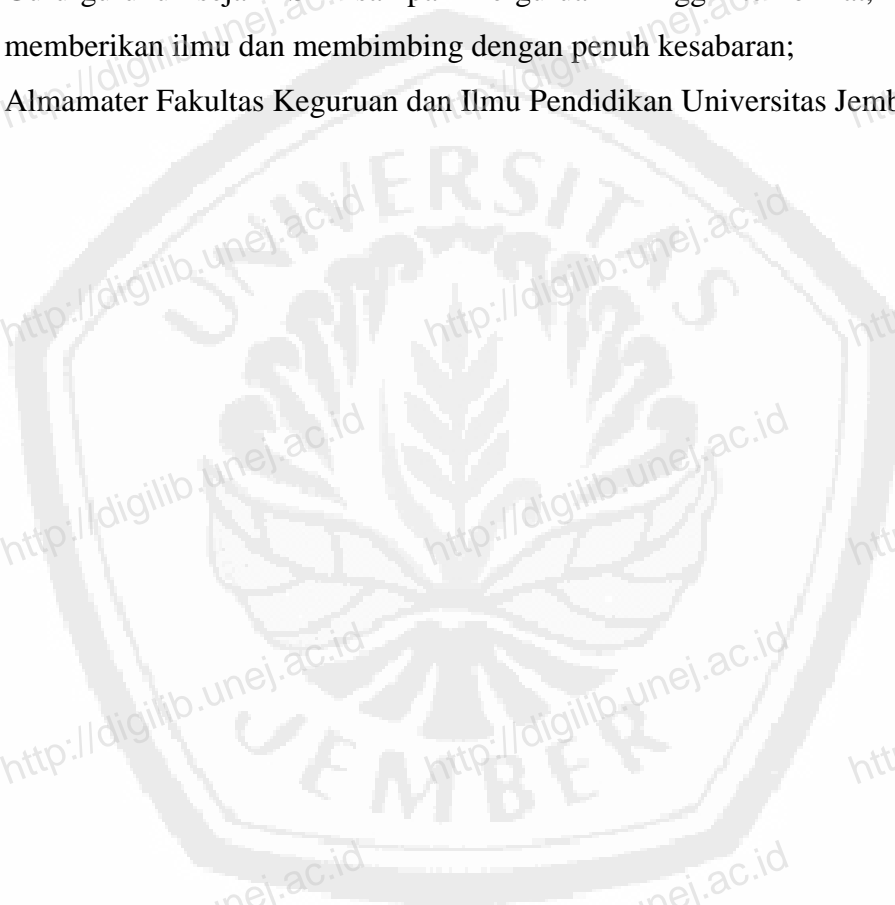 memberikan ilmu dan membimbing dengan penuh kesabaran;
Almamater Fakultas Keguruan dan Ilmu Pendidikan Universitas
UNIVERSITAS
http://digilib.unej.ac.id http://digilib.unej.ac.id
http://digilib.unej.ac.id http://digilib.unej.ac.id
http://digilib.unej.ac.id http://digilib.unej.ac.id
JEMBER